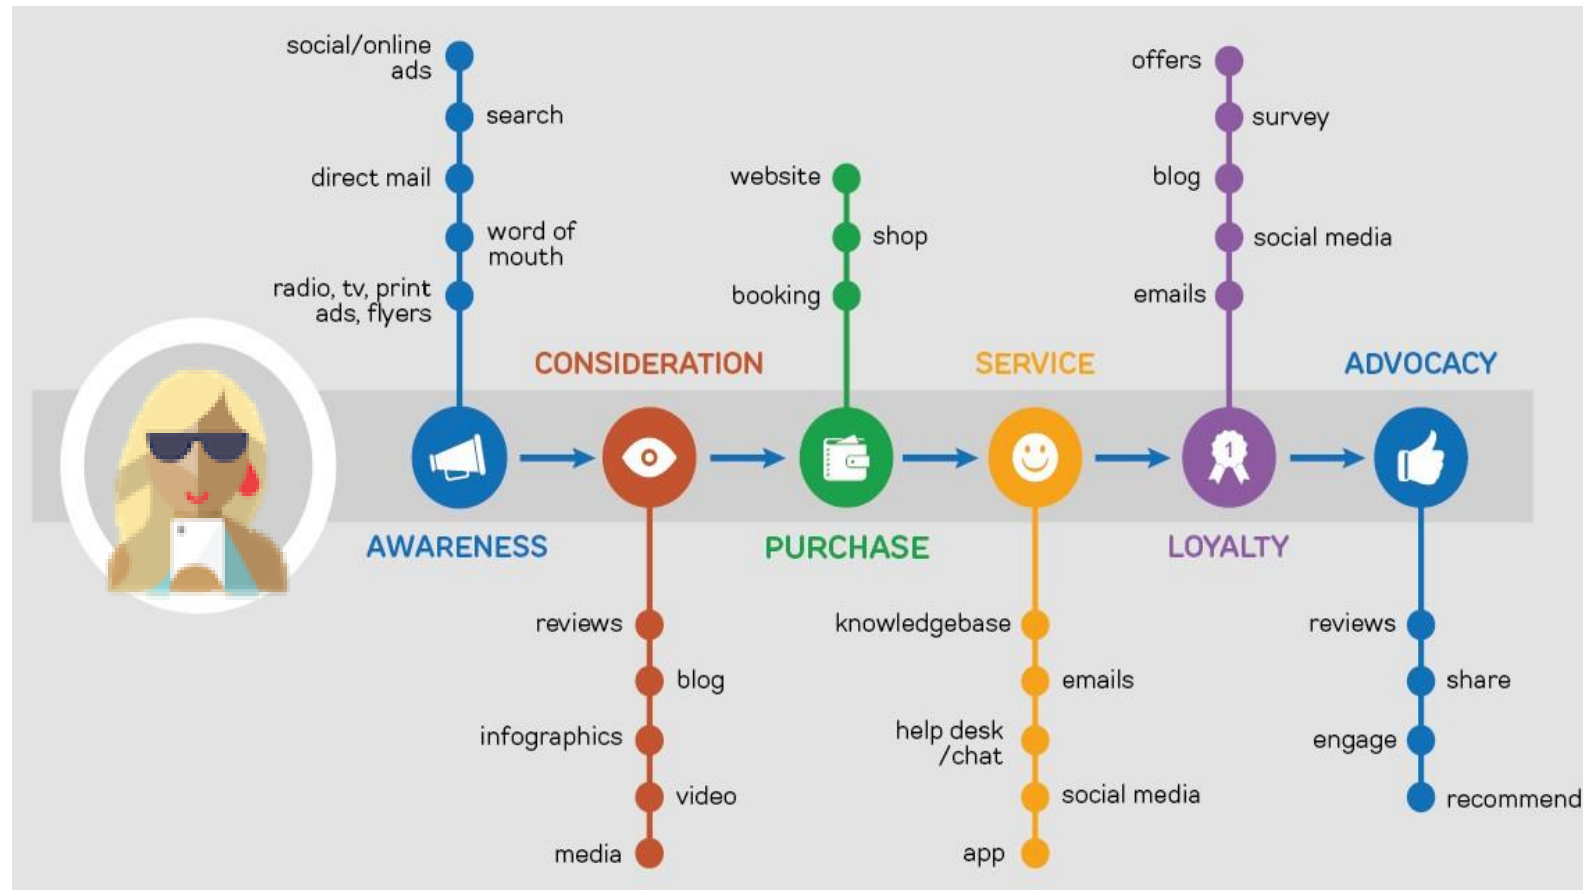 social/online
ads
search
direct mail
word of
mouth
radio, tv, print
ads, flyers
AWARENESS
CONSIDERATION
reviews
blog
infographics
video
media
website
shop
booking
PURCHASE
SERVICE
knowledgebase
emails
help desk
/chat
social media
app
offers
survey
blog
social media
emails
1
LOYALTY
ADVOCACY
reviews
share
engage
recommend